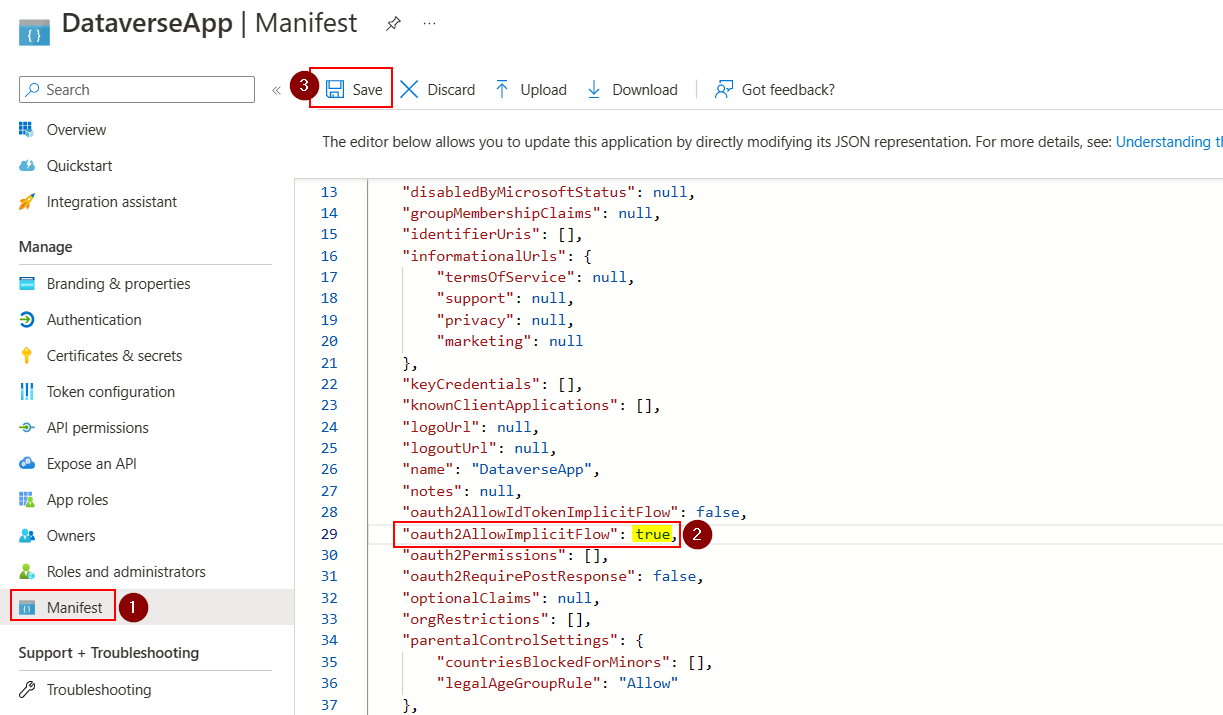 DataverseApp | Manifest
Search
«
3
Save
Discard
Upload
Download
Got feedback?
Overview
Quickstart
Integration assistant
Manage
Branding & properties
Authentication
Certificates & secrets
Token configuration
API permissions
Expose an API
App roles
Owners
Roles and administrators
Manifest
1
Support + Troubleshooting
Troubleshooting
The editor below allows you to update this application by directly modifying its JSON representation. For more details, see: Understanding th
13 "disabledByMicrosoftStatus": null,
14 "groupMembershipClaims": null,
15 "identifierUris": [],
16 "informationalUrls": {
17 "termsOfService": null,
18 "support": null,
19 "privacy": null,
20 "marketing": null
21 },
22 "keyCredentials": [],
23 "knownClientApplications": [],
24 "logoUrl": null,
25 "logoutUrl": null,
26 "name": "DataverseApp",
27 "notes": null,
28 "oauth2AllowIdTokenImplicitFlow": false,
29 "oauth2AllowImplicitFlow": true, 2
30 "oauth2Permissions": [],
31 "oauth2RequirePostResponse": false,
32 "optionalClaims": null,
33 "orgRestrictions": [],
34 "parentalControlSettings": {
35 "countriesBlockedForMinors": [],
36 "legalAgeGroupRule": "Allow"
37 },